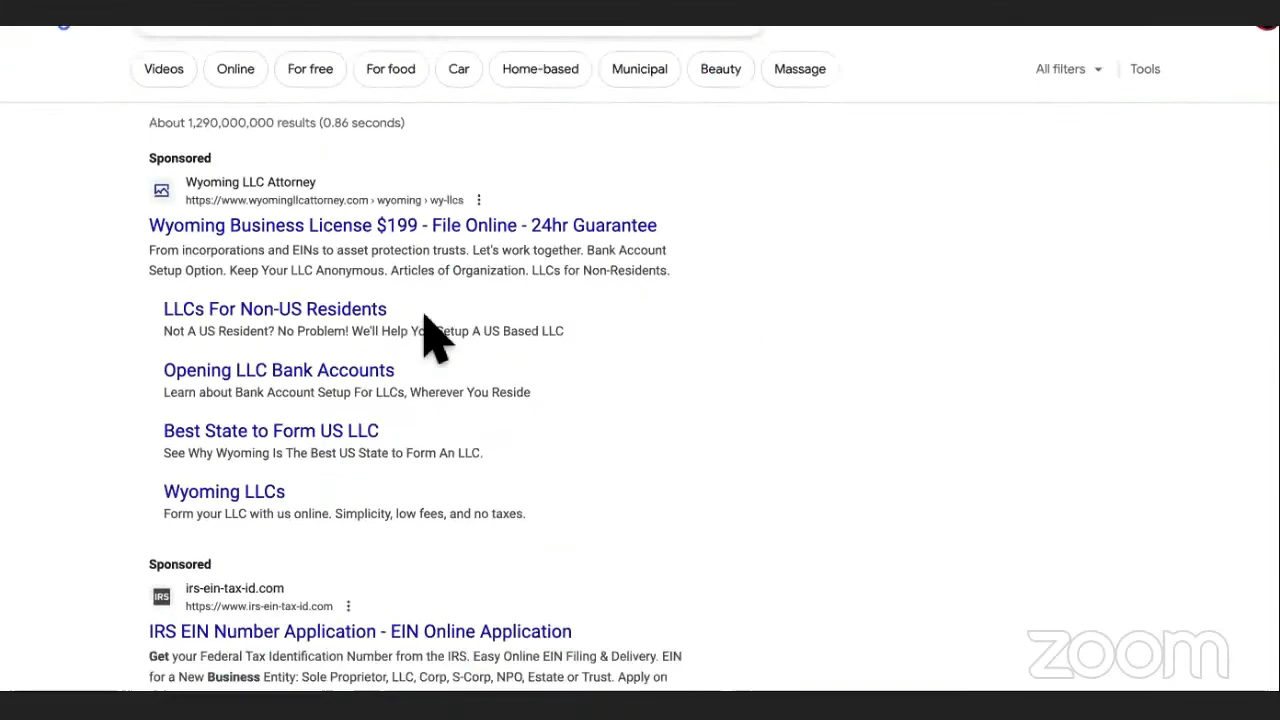 Videos
Online
For free
For food
Car
Home-based
Municipal
Beauty
Massage
All filters
Tools
About 1,290,000,000 results (0.86 seconds)
Sponsored
Wyoming LLC Attorney
https://www.wyomingllcattorney.com › wyoming › wy-llcs
Wyoming Business License $199 - File Online - 24hr Guarantee
From incorporations and EINs to asset protection trusts. Let's work together. Bank Account
Setup Option. Keep Your LLC Anonymous. Articles of Organization. LLCs for Non-Residents.
LLCs For Non-US Residents
Not A US Resident? No Problem! We'll Help You Setup A US Based LLC
Opening LLC Bank Accounts
Learn about Bank Account Setup For LLCs, Wherever You Reside
Best State to Form US LLC
See Why Wyoming Is The Best US State to Form An LLC.
Wyoming LLCs
Form your LLC with us online. Simplicity, low fees, and no taxes.
Sponsored
IRS
irs-ein-tax-id.com
https://www.irs-ein-tax-id.com
IRS EIN Number Application - EIN Online Application
Get your Federal Tax Identification Number from the IRS. Easy Online EIN Filing & Delivery. EIN
for a New Business Entity: Sole Proprietor, LLC, Corp, S-Corp, NPO, Estate or Trust. Apply on
zoom